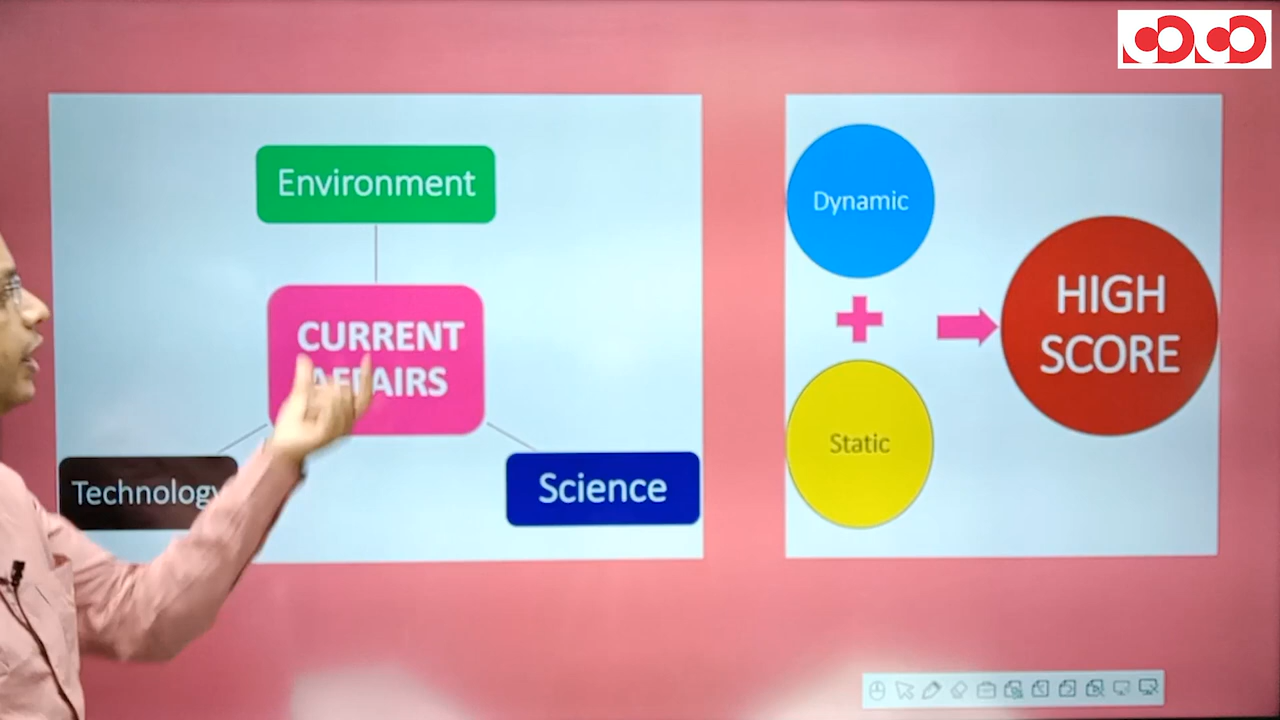 Environment
CURRENT
AFFAIRS
Technology
Science
Dynamic
Static
HIGH
SCORE